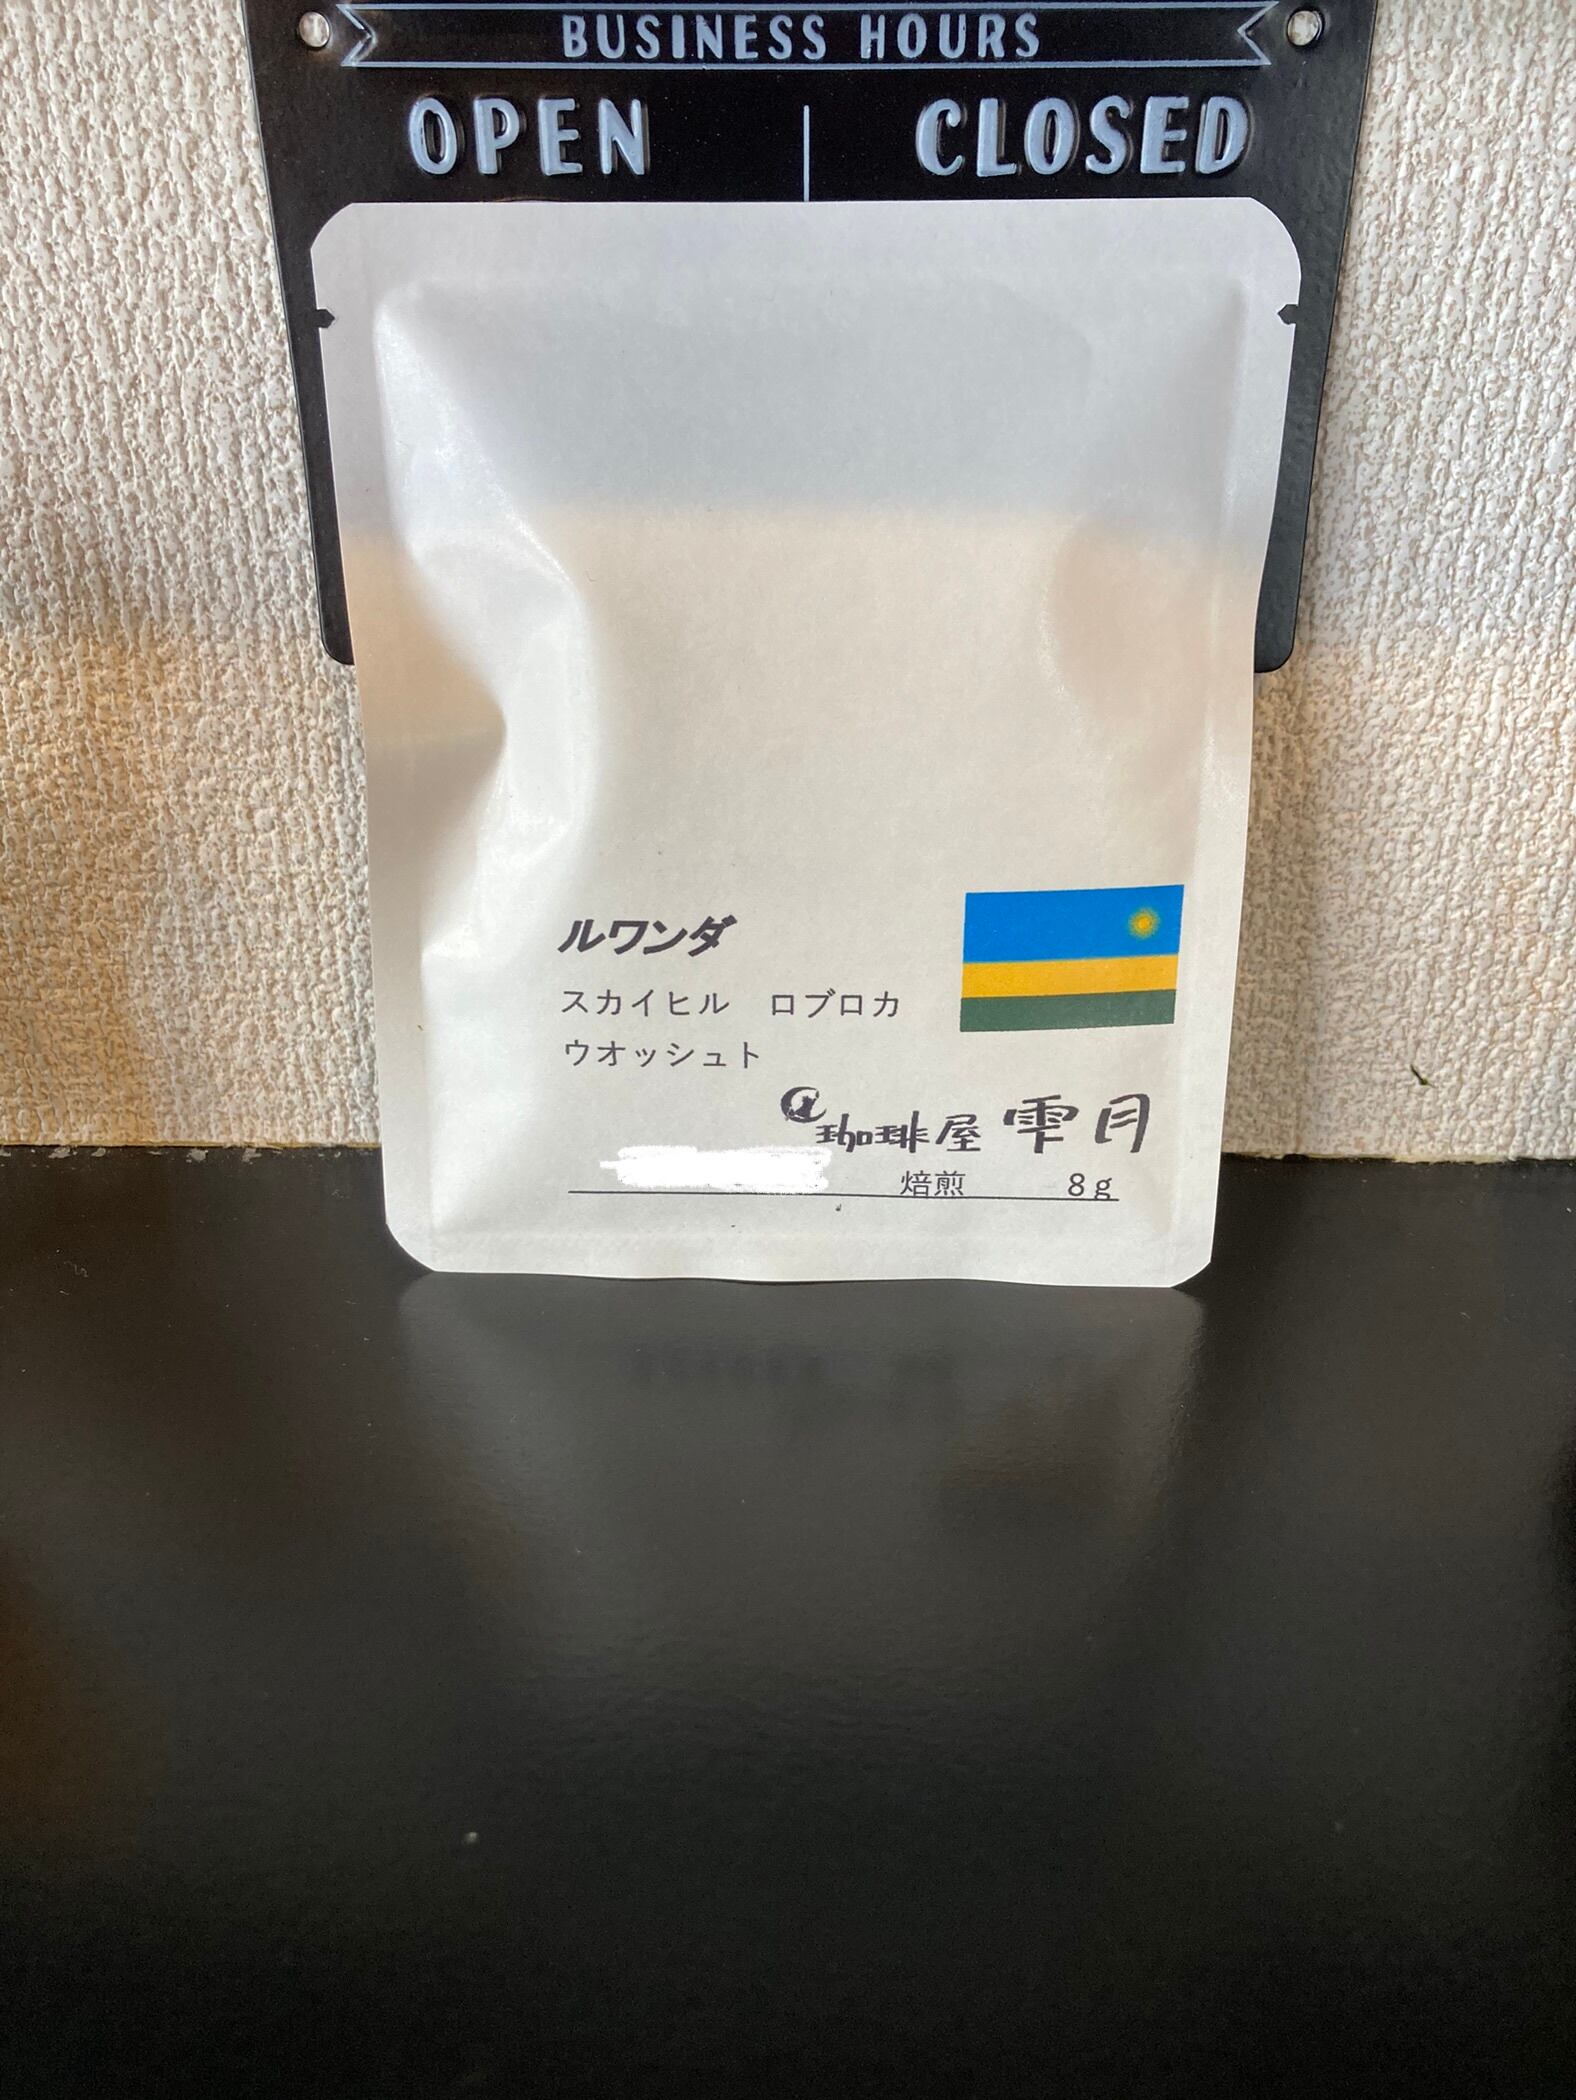 BUSINESS HOURS
OPEN CLOSED
ルワンダ
スカイヒル　ロブロカ
ウオッシュト
珈琲屋 雫月
焙煎 8g